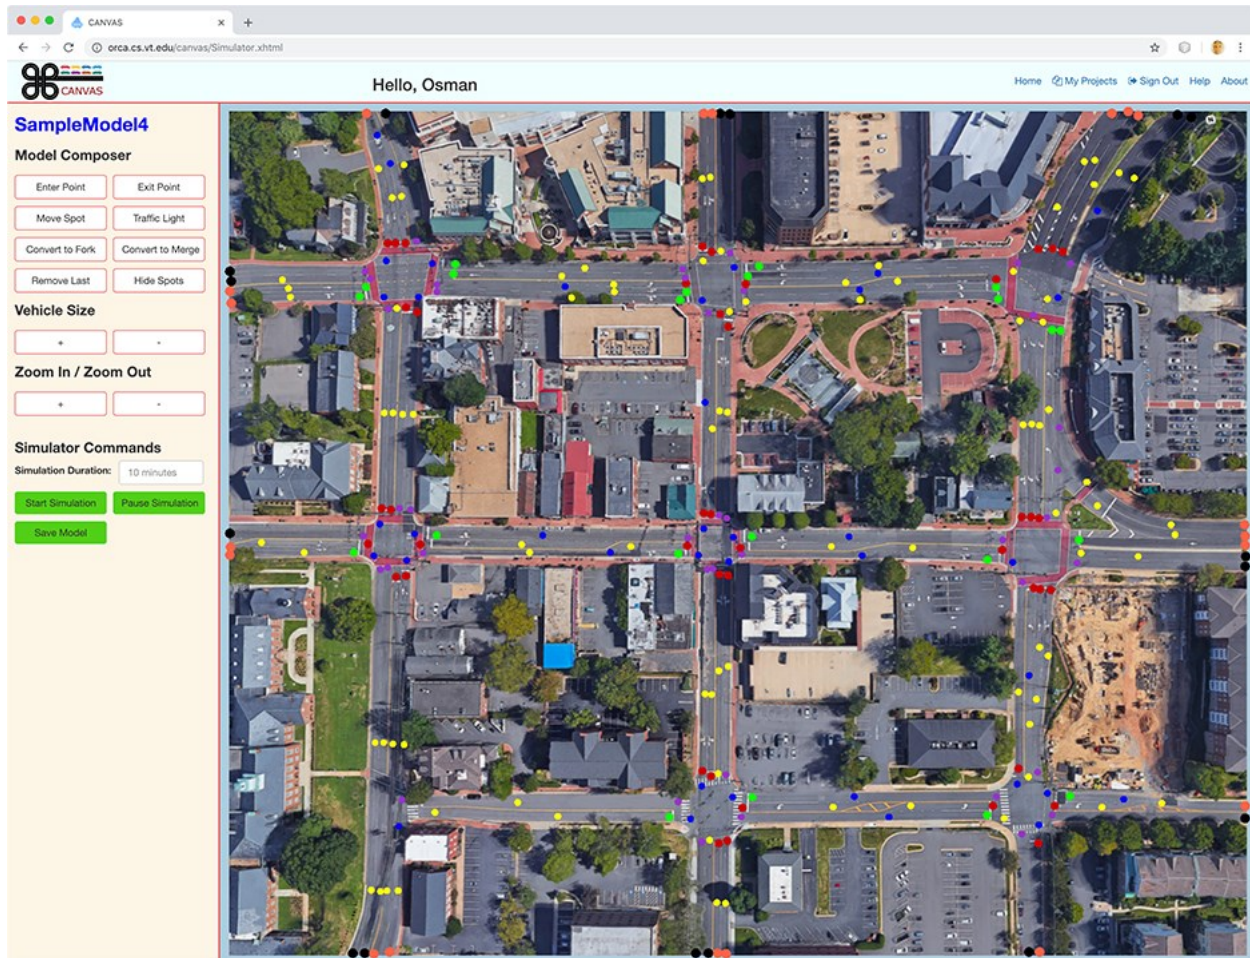 CANVAS
orca.cs.vt.edu/canvas/Simulator.xhtml
CANVAS
Hello, Osman
Home My Projects Sign Out Help About
SampleModel4
Model Composer
Enter Point Exit Point
Move Spot Traffic Light
Convert to Fork Convert to Merge
Remove Last Hide Spots
Vehicle Size
+ -
Zoom In / Zoom Out
+ -
Simulator Commands
Simulation Duration: 10 minutes
Start Simulation Pause Simulation
Save Model